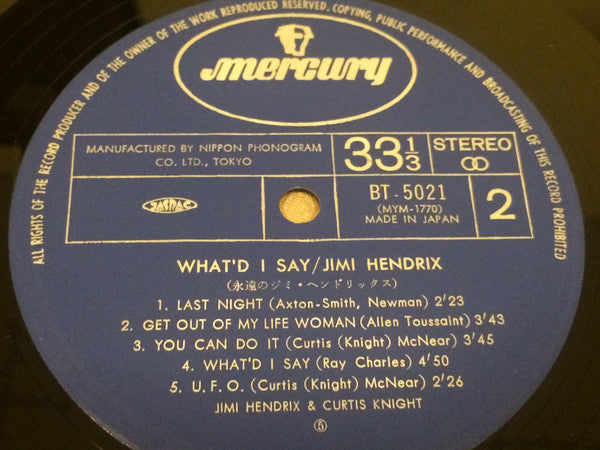 ALL RIGHTS OF THE RECORD PRODUCER AND OF THE OWNER OF THE WORK REPRODUCED RESERVED, COPYING, PUBLIC PERFORMANCE AND BROADCASTING OF THIS RECORD PROHIBITED
mercury
MANUFACTURED BY NIPPON PHONOGRAM
CO. LTD., TOKYO
33 1/3
STEREO
JASRAC
BT-5021
(MYM-1770)
MADE IN JAPAN
2
WHAT'D I SAY/JIMI HENDRIX
(永遠のジミ・ヘンドリックス)
1. LAST NIGHT (Axton-Smith, Newman) 2'23
2. GET OUT OF MY LIFE WOMAN (Allen Toussaint) 3'43
3. YOU CAN DO IT (Curtis (Knight) McNear) 3'45
4. WHAT'D I SAY (Ray Charles) 4'50
5. U.F.O. (Curtis (Knight) McNear) 2'26
JIMI HENDRIX & CURTIS KNIGHT
⑤